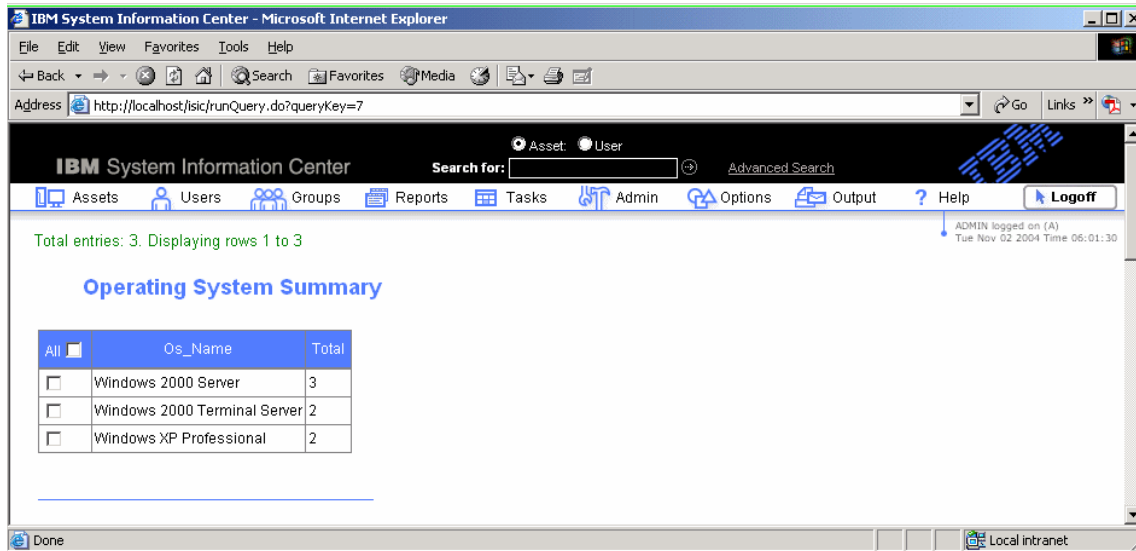 IBM System Information Center - Microsoft Internet Explorer
File Edit View Favorites Tools Help
Back Search Favorites Media
Address http://localhost/isic/runQuery.do?queryKey=7 Go Links »
Asset: User
IBM System Information Center Search for: Advanced Search
IBM
Assets Users Groups Reports Tasks Admin Options Output ? Help Logoff
ADMIN logged on (A)
Tue Nov 02 2004 Time 06:01:30
Total entries: 3. Displaying rows 1 to 3
Operating System Summary
All Os_Name Total
Windows 2000 Server 3
Windows 2000 Terminal Server 2
Windows XP Professional 2
Done Local intranet